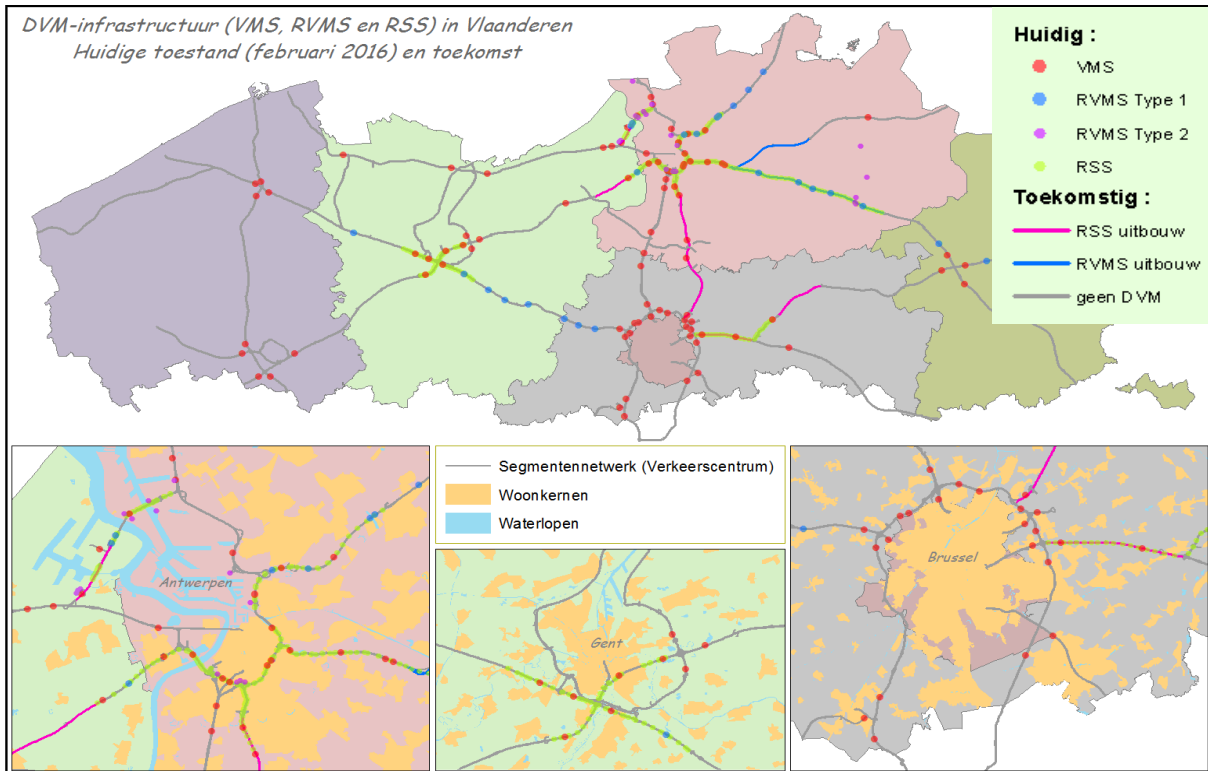 DVM-infrastructuur (VMS, RVMS en RSS) in Vlaanderen
Huidige toestand (februari 2016) en toekomst
Huidig :
VMS
RVMS Type 1
RVMS Type 2
RSS
Toekomstig :
RSS uitbouw
RVMS uitbouw
geen DVM
Antwerpen
Segmentennetwerk (Verkeerscentrum)
Woonkernen
Waterlopen
Gent
Brussel